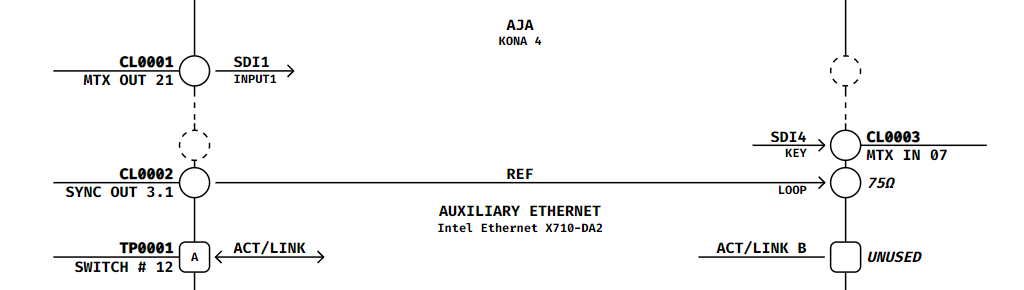 AJA
KONA 4
CL0001
SDI1
MTX OUT 21
INPUT1
SDI4
CL0003
KEY
MTX IN 07
CL0002
REF
75Ω
SYNC OUT 3.1
LOOP
AUXILIARY ETHERNET
Intel Ethernet X710-DA2
TP0001
ACT/LINK
ACT/LINK B
A
UNUSED
SWITCH # 12